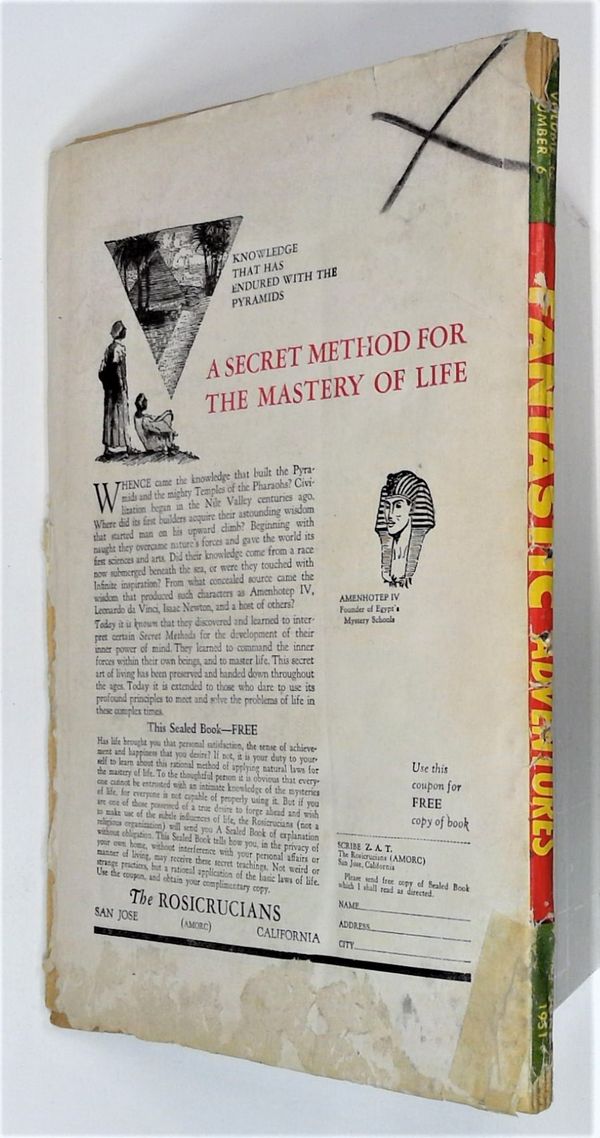 KNOWLEDGE
THAT HAS
ENDURED WITH THE
PYRAMIDS
A SECRET METHOD FOR
THE MASTERY OF LIFE
WHENCE came the knowledge that built the Pyra-
mids and the mighty Temples of the Pharaohs? Civi-
lization began in the Nile Valley centuries ago.
Where did its first builders acquire their astounding wisdom
that started man on his upward climb? Beginning with
naught they overcame nature's forces and gave the world its
first sciences and arts. Did their knowledge come from a race
now submerged beneath the sea, or were they touched with
Infinite inspiration? From what concealed source came the
wisdom that produced such characters as Amenhotep IV,
Leonardo da Vinci, Isaac Newton, and a host of others?
Today it is known that they discovered and learned to inter-
pret certain Secret Methods for the development of their
inner power of mind. They learned to command the inner
forces within their own beings, and to master life. This secret
art of living has been preserved and handed down throughout
the ages. Today it is extended to those who dare to use its
profound principles to meet and solve the problems of life in
these complex times.
This Sealed Book—FREE
Has life brought you that personal satisfaction, the sense of achieve-
ment and happiness that you desire? If not, it is your duty to your-
self to learn about this rational method of applying natural laws for
the mastery of life. To the thoughtful person it is obvious that every-
one cannot be entrusted with an intimate knowledge of the mysteries
of life, for everyone is not capable of properly using it. But if you
are one of those possessed of a true desire to forge ahead and wish
to make use of the subtle influences of life, the Rosicrucians (not a
religious organization) will send you A Sealed Book of explanation
without obligation. This Sealed Book tells how you, in the privacy of
your own home, without interference with your personal affairs or
manner of living, may receive these secret teachings. Not weird or
strange practices, but a rational application of the basic laws of life.
Use the coupon, and obtain your complimentary copy.
The ROSICRUCIANS
SAN JOSE (AMORC) CALIFORNIA
AMENHOTEP IV
Founder of Egypt's
Mystery Schools
Use this
coupon for
FREE
copy of book
SCRIBE Z. A. T.
The Rosicrucians (AMORC)
San Jose, California
Please send free copy of Sealed Book
which I shall read as directed.
NAME
ADDRESS
CITY
VOLUME
NUMBER 6
FANTASTIC ADVENTURES
1951